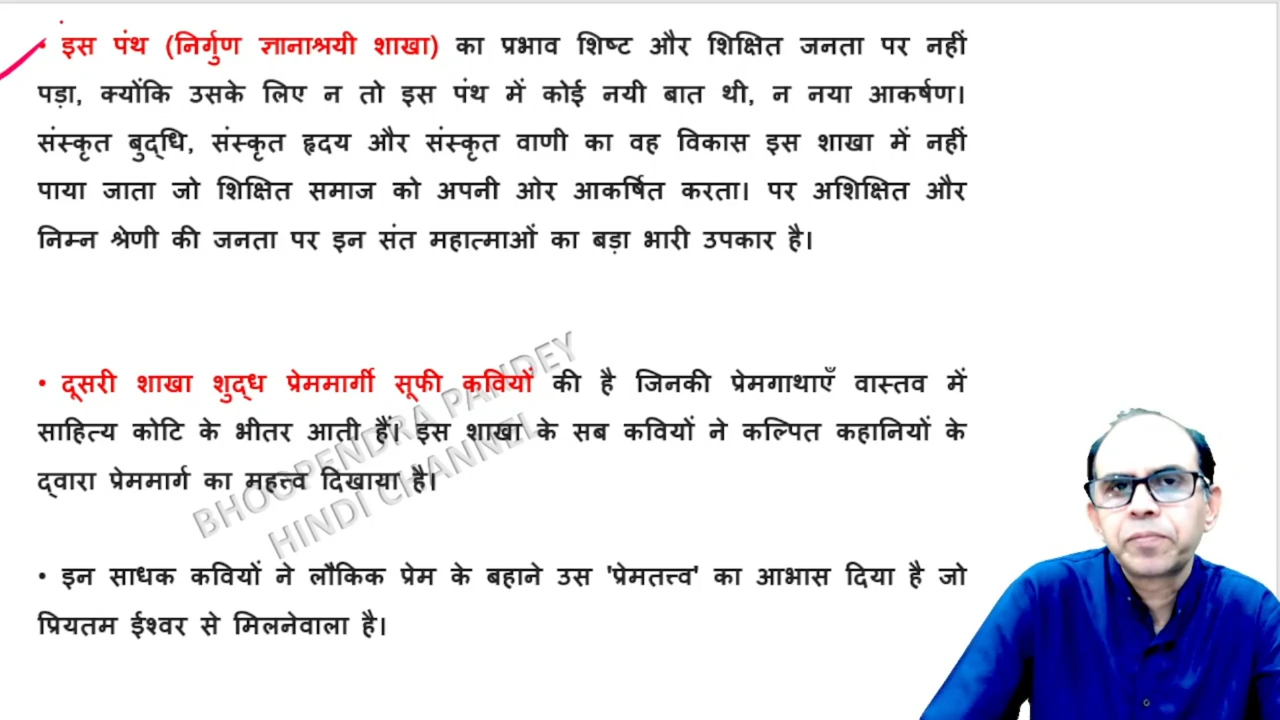 • इस पंथ (निर्गुण ज्ञानाश्रयी शाखा) का प्रभाव शिष्ट और शिक्षित जनता पर नहीं
पड़ा, क्योंकि उसके लिए न तो इस पंथ में कोई नयी बात थी, न नया आकर्षण।
संस्कृत बुद्धि, संस्कृत हृदय और संस्कृत वाणी का वह विकास इस शाखा में नहीं
पाया जाता जो शिक्षित समाज को अपनी ओर आकर्षित करता। पर अशिक्षित और
निम्न श्रेणी की जनता पर इन संत महात्माओं का बड़ा भारी उपकार है।
• दूसरी शाखा शुद्ध प्रेममार्गी सूफी कवियों की है जिनकी प्रेमगाथाएँ वास्तव में
साहित्य कोटि के भीतर आती हैं। इस शाखा के सब कवियों ने कल्पित कहानियों के
द्वारा प्रेममार्ग का महत्त्व दिखाया है।
BHOOPENDRA PANDEY
HINDI CHANNEL
• इन साधक कवियों ने लौकिक प्रेम के बहाने उस 'प्रेमतत्त्व' का आभास दिया है जो
प्रियतम ईश्वर से मिलनेवाला है।